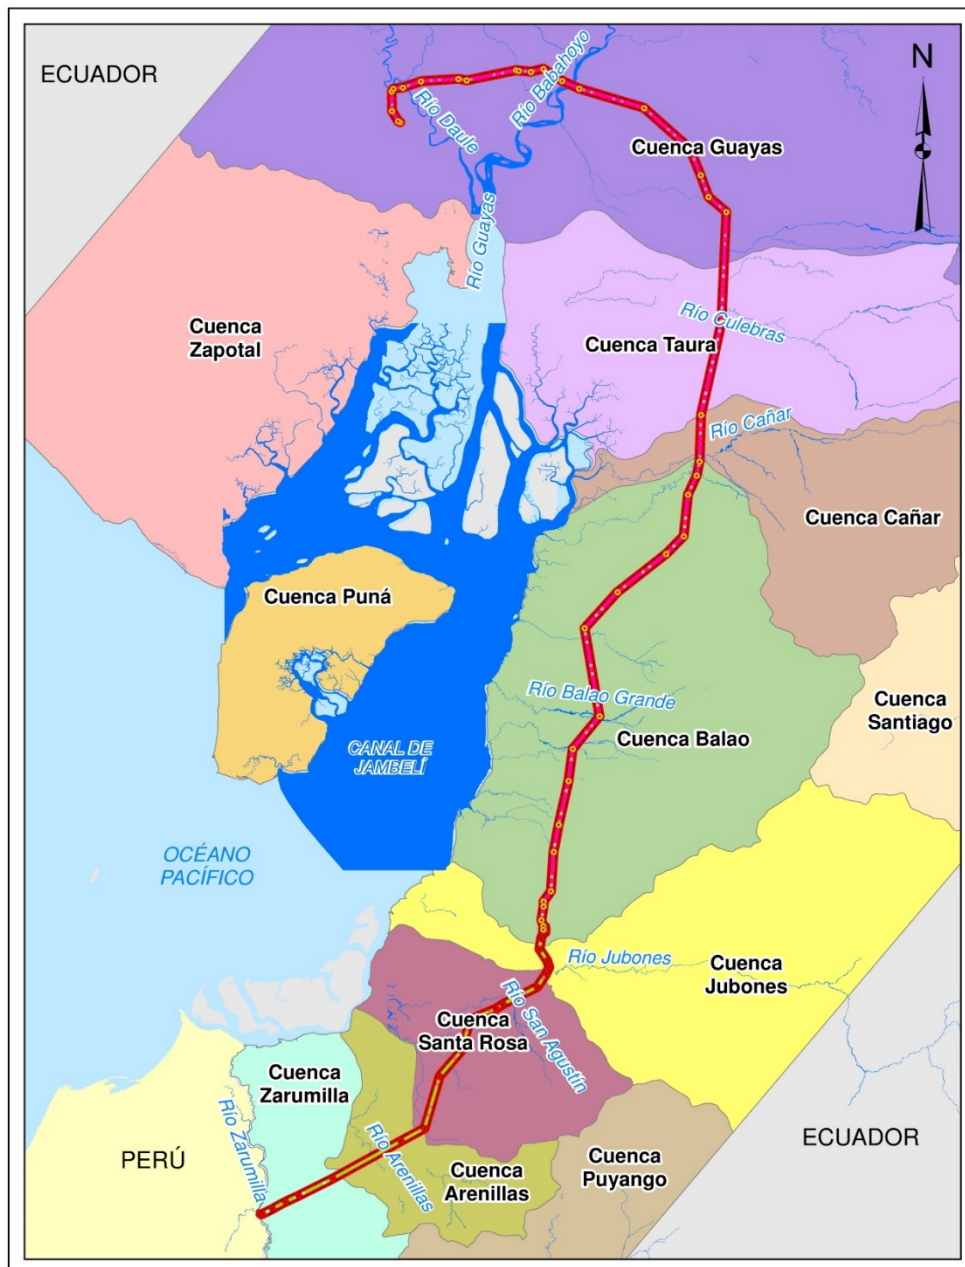 ECUADOR
N
Río Babahoyo
Río Daule
Cuenca Guayas
Río Guayas
Río Culebras
Cuenca
Zapotal
Cuenca Taura
Río Cañar
Cuenca Cañar
Cuenca Puná
Río Balao Grande
Cuenca
Santiago
Cuenca Balao
CANAL DE
JAMBELÍ
OCÉANO
PACÍFICO
Río Jubones
Cuenca
Jubones
Cuenca
Santa Rosa
Río San Agustín
Cuenca
Zarumilla
Río Zarumilla
PERÚ
Río Arenillas
Cuenca
Arenillas
Cuenca
Puyango
ECUADOR